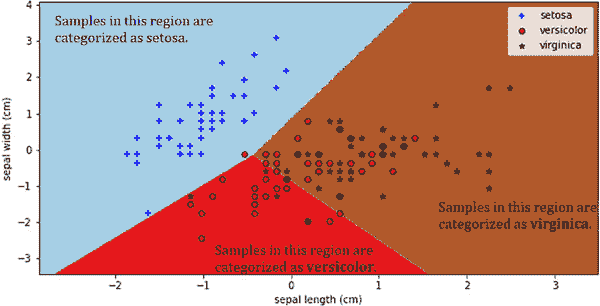 Samples in this region are
categorized as setosa.
setosa
versicolor
virginica
4
3
2
1
0
−1
−2
−3
sepal width (cm)
Samples in this region are
categorized as virginica.
Samples in this region are
categorized as versicolor.
−2
−1
0
1
2
3
sepal length (cm)